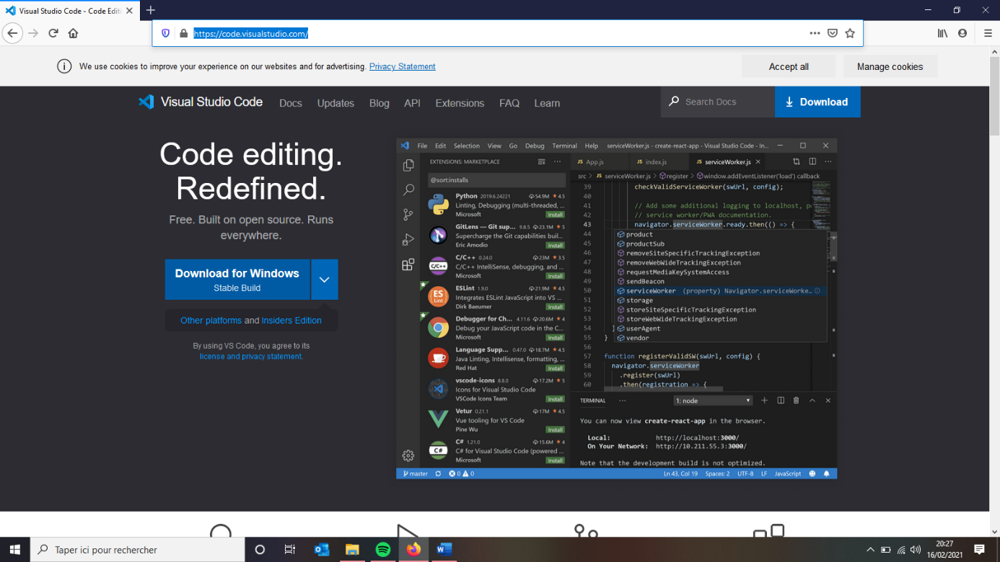 Visual Studio Code - Code Editi
https://code.visualstudio.com/
We use cookies to improve your experience on our websites and for advertising. Privacy Statement
Accept all
Manage cookies
Visual Studio Code
Docs
Updates
Blog
API
Extensions
FAQ
Learn
Search Docs
Download
Code editing.
Redefined.
Free. Built on open source. Runs
everywhere.
Download for Windows
Stable Build
Other platforms and Insiders Edition
By using VS Code, you agree to its
license and privacy statement.
File Edit Selection View Go Debug Terminal Help serviceWorker.js - create-react-app - Visual Studio Code - In...
EXTENSIONS: MARKETPLACE
@sort:installs
Python 2019.6.24221 54.9M 4.5
Linting, Debugging (multi-threaded, ...
Microsoft Install
GitLens — Git sup... 9.8.5 23.1M 5
Supercharge the Git capabilities buil...
Eric Amodio Install
C/C++ 0.24.0 23M 3.5
C/C++ IntelliSense, debugging, and ...
Microsoft Install
ESLint 1.9.0 21.9M 4.5
Integrates ESLint JavaScript into VS ...
Dirk Baeumer Install
Debugger for Ch... 4.11.6 20.6M 4
Debug your JavaScript code in the C...
Microsoft Install
Language Supp... 0.47.0 18.7M 4.5
Java Linting, Intellisense, formatting, ...
Red Hat Install
vscode-icons 8.8.0 17.2M 5
Icons for Visual Studio Code
VSCode Icons Team Install
Vetur 0.21.1 17M 4.5
Vue tooling for VS Code
Pine Wu Install
C# 1.21.0 15.6M 4
C# for Visual Studio Code (powered ...
Microsoft Install
JS App.js JS index.js JS serviceWorker.js
src > JS serviceWorker.js > register > window.addEventListener('load') callback
39 checkValidServiceWorker(swUrl, config);
40
41 // Add some additional logging to localhost, p
42 // service worker/PWA documentation.
43 navigator.serviceWorker.ready.then(() => {
44 product
45 productSub
46 removeSiteSpecificTrackingException
47 removeWebWideTrackingException
48 requestMediaKeySystemAccess
49 sendBeacon
50 serviceWorker (property) Navigator.serviceWorke...
51 storage
52 storeSiteSpecificTrackingException
53 storeWebWideTrackingException
54 } userAgent
55 } vendor
56
57 function registerValidSW(swUrl, config) {
58 navigator.serviceWorker
59 .register(swUrl)
60 .then(registration => {
TERMINAL ... 1: node
You can now view create-react-app in the browser.
Local: http://localhost:3000/
On Your Network: http://10.211.55.3:3000/
Note that the development build is not optimized.
master 0 0 Ln 43, Col 19 Spaces: 2 UTF-8 LF JavaScript
Taper ici pour rechercher
20:27
16/02/2021